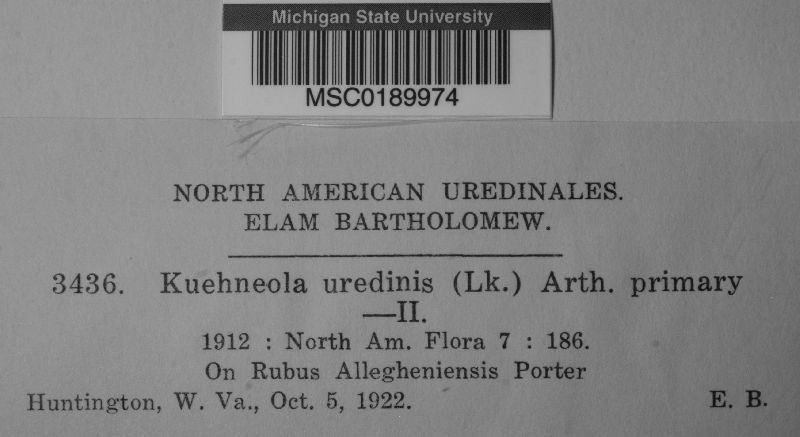 Michigan State University
MSC0189974
NORTH AMERICAN UREDINALES.
ELAM BARTHOLOMEW.
3436. Kuehneola uredinis (Lk.) Arth. primary
—II.
1912 : North Am. Flora 7 : 186.
On Rubus Allegheniensis Porter
Huntington, W. Va., Oct. 5, 1922. E. B.